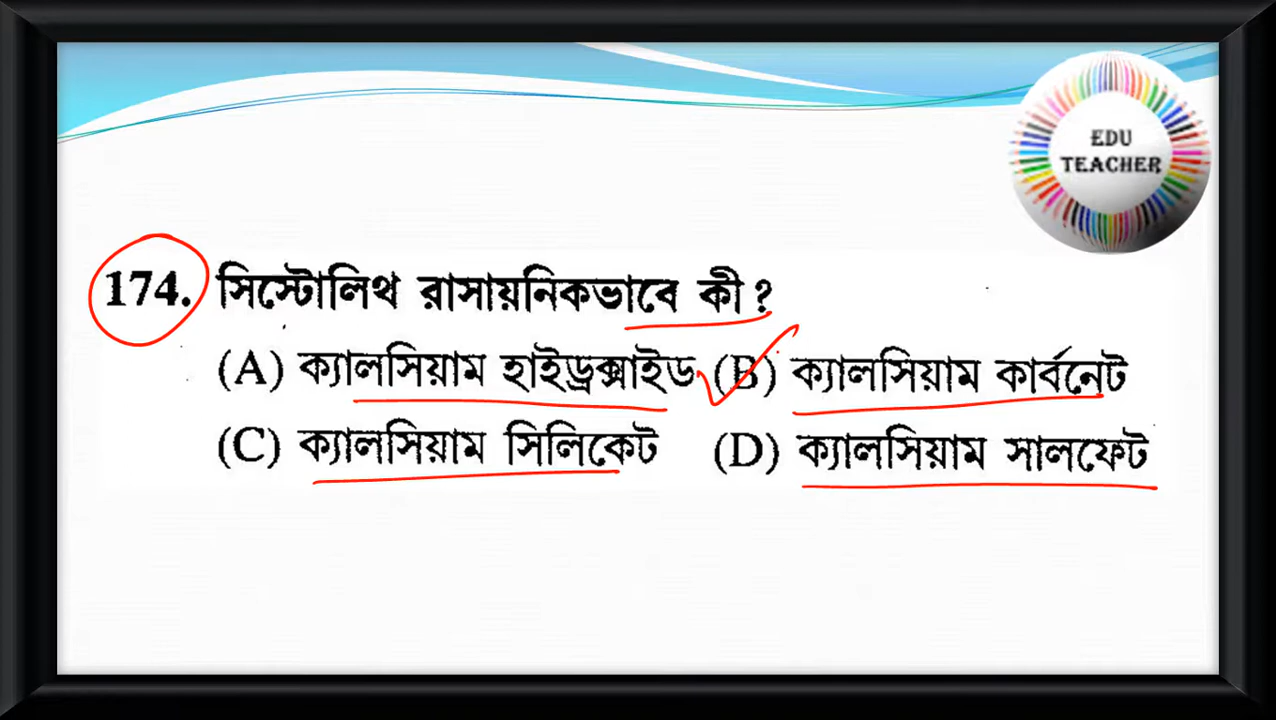 EDU
TEACHER
174. সিস্টোলিথ রাসায়নিকভাবে কী ?
(A) ক্যালসিয়াম হাইড্রক্সাইড (B) ক্যালসিয়াম কার্বনেট
(C) ক্যালসিয়াম সিলিকেট (D) ক্যালসিয়াম সালফেট